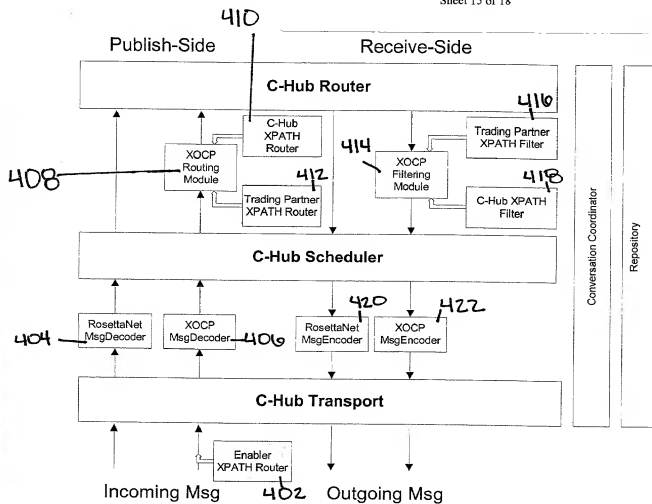 Sheet 15 of 18
410
Publish-Side
Receive-Side
C-Hub Router
416
C-Hub
XPATH
Router
414
Trading Partner
XPATH Filter
408
XOCP
Routing
Module
XOCP
Filtering
Module
412
418
Trading Partner
XPATH Router
C-Hub XPATH
Filter
C-Hub Scheduler
Conversation Coordinator
Repository
404
RosettaNet
MsgDecoder
XOCP
MsgDecoder
406
420
RosettaNet
MsgEncoder
422
XOCP
MsgEncoder
C-Hub Transport
Enabler
XPATH Router
402
Incoming Msg
Outgoing Msg